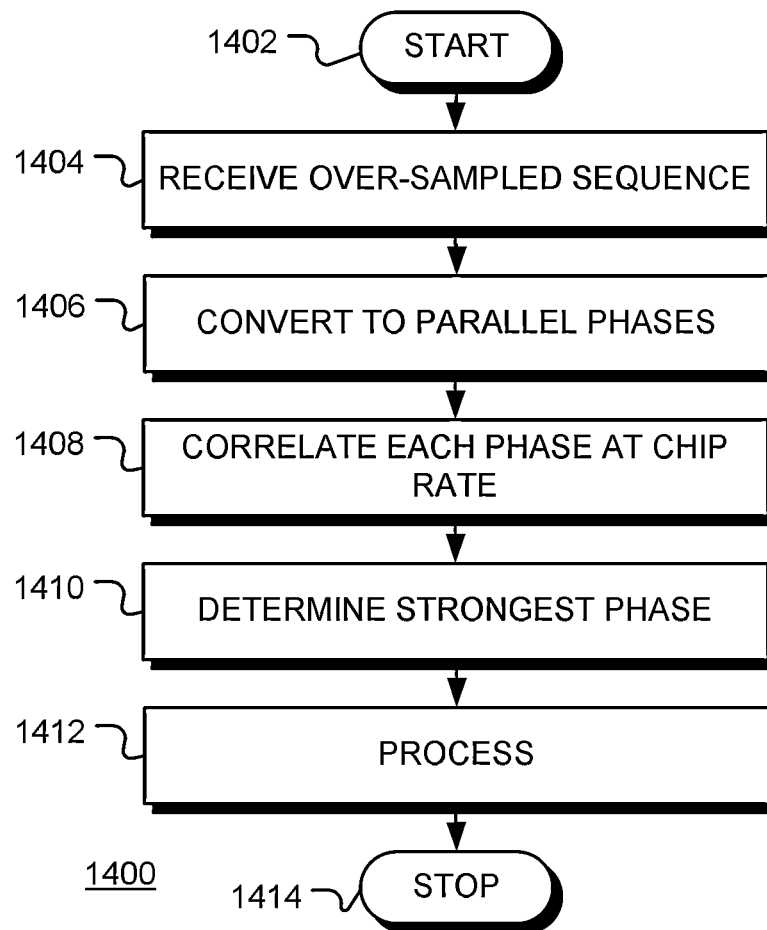 1402
START
1404
RECEIVE OVER-SAMPLED SEQUENCE
1406
CONVERT TO PARALLEL PHASES
1408
CORRELATE EACH PHASE AT CHIP
RATE
1410
DETERMINE STRONGEST PHASE
1412
PROCESS
1400
1414
STOP